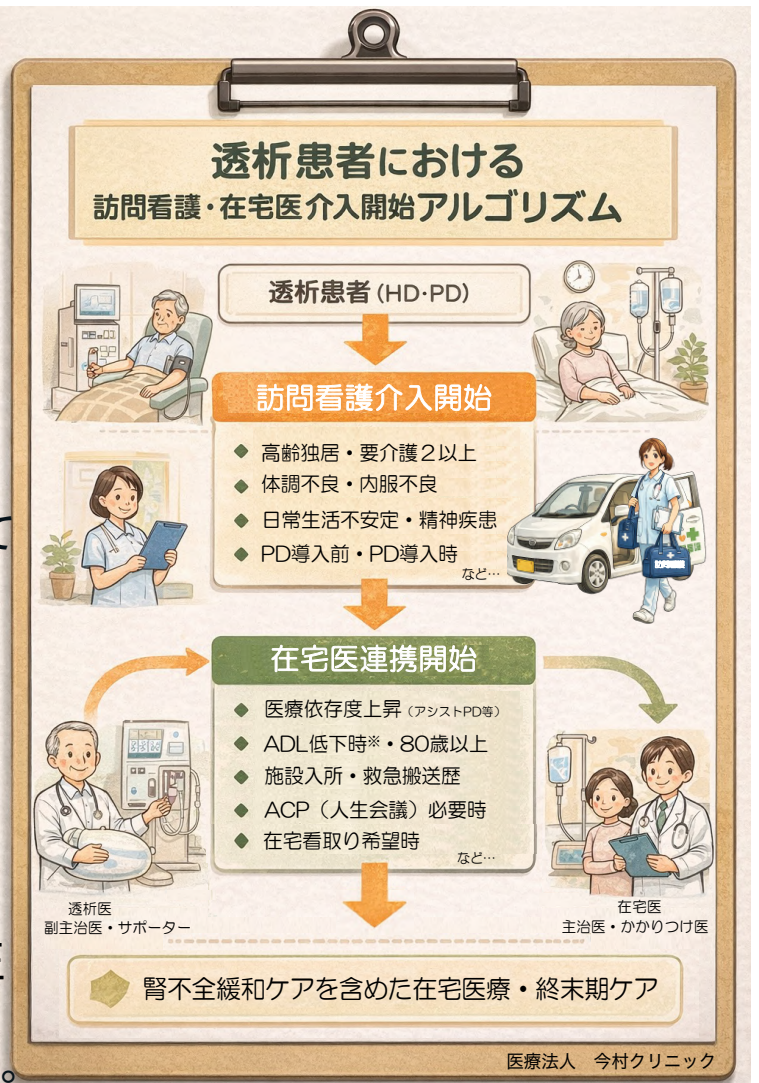 透析患者における
訪問看護・在宅医介入開始アルゴリズム
透析患者(HD・PD)
訪問看護介入開始
高齢独居・要介護2以上
体調不良・内服不良
日常生活不安定・精神疾患
PD導入前・PD導入時
など…
在宅医連携開始
医療依存度上昇(アシストPD等)
ADL低下時※・80歳以上
施設入所・救急搬送歴
ACP(人生会議)必要時
在宅看取り希望時
など…
透析医
副主治医・サポーター
在宅医
主治医・かかりつけ医
腎不全緩和ケアを含めた在宅医療・終末期ケア
医療法人 今村クリニック